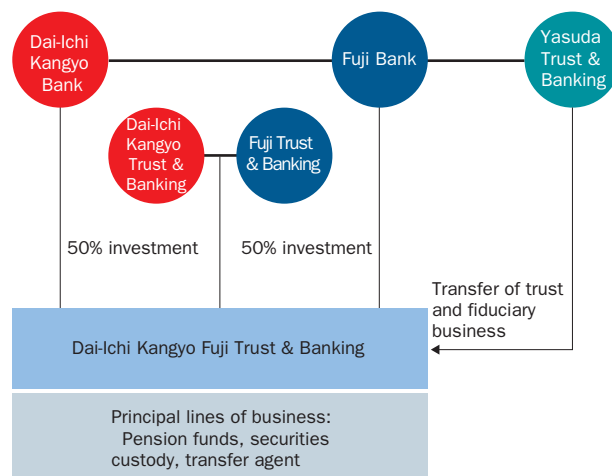 Dai-Ichi
Kangyo
Bank
Fuji Bank
Yasuda
Trust &
Banking
Dai-Ichi
Kangyo
Trust &
Banking
Fuji Trust
& Banking
50% investment
50% investment
Transfer of trust
and fiduciary
business
Dai-Ichi Kangyo Fuji Trust & Banking
Principal lines of business:
Pension funds, securities
custody, transfer agent